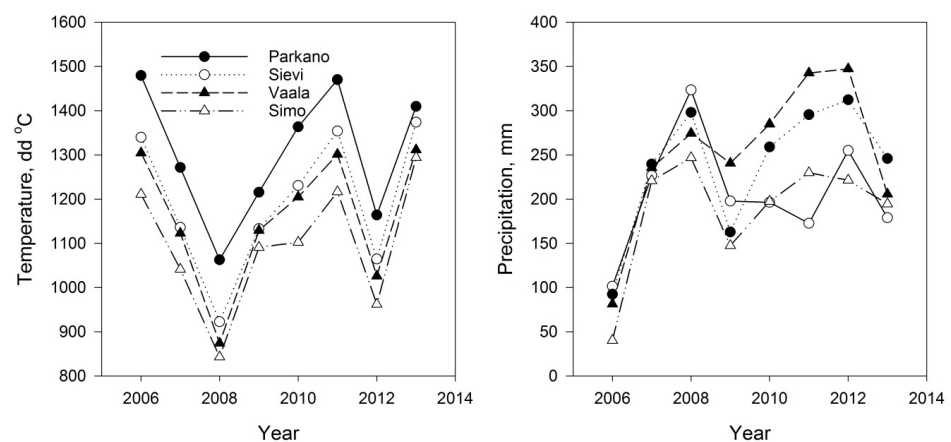 1600
1500
1400
1300
1200
1100
1000
900
800
Temperature, dd °C
Parkano
Sievi
Vaala
Simo
2006 2008 2010 2012 2014
Year
400
350
300
250
200
150
100
50
0
Precipitation, mm
2006 2008 2010 2012 2014
Year